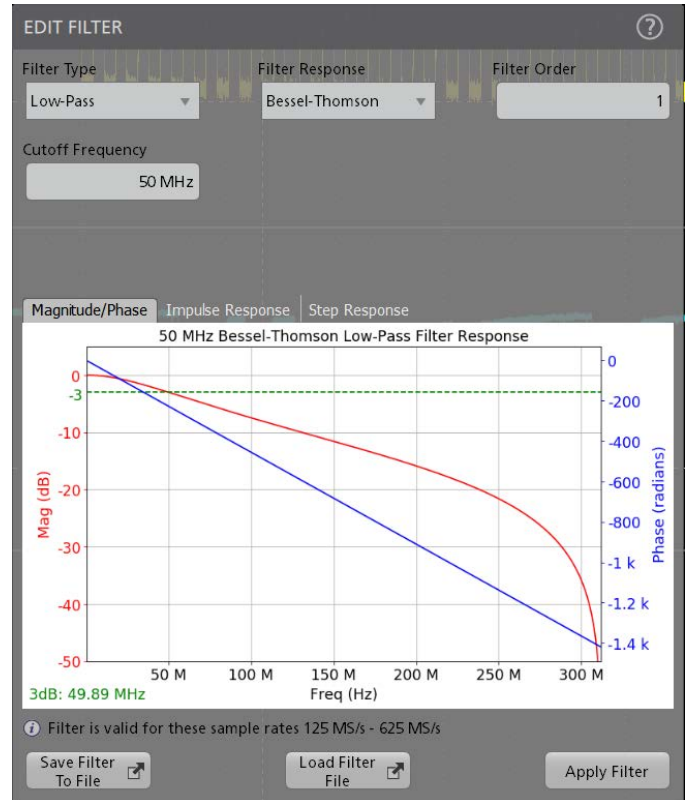 EDIT FILTER ?
Filter Type Filter Response Filter Order
Low-Pass Bessel-Thomson 1
Cutoff Frequency
50 MHz
Magnitude/Phase Impulse Response Step Response
50 MHz Bessel-Thomson Low-Pass Filter Response
0
-3
-10
-20
-30
-40
-50
Mag (dB)
0
-200
-400
-600
-800
-1 k
-1.2 k
-1.4 k
Phase (radians)
50 M 100 M 150 M 200 M 250 M 300 M
3dB: 49.89 MHz Freq (Hz)
i Filter is valid for these sample rates 125 MS/s - 625 MS/s
Save Filter
To File
Load Filter
File
Apply Filter